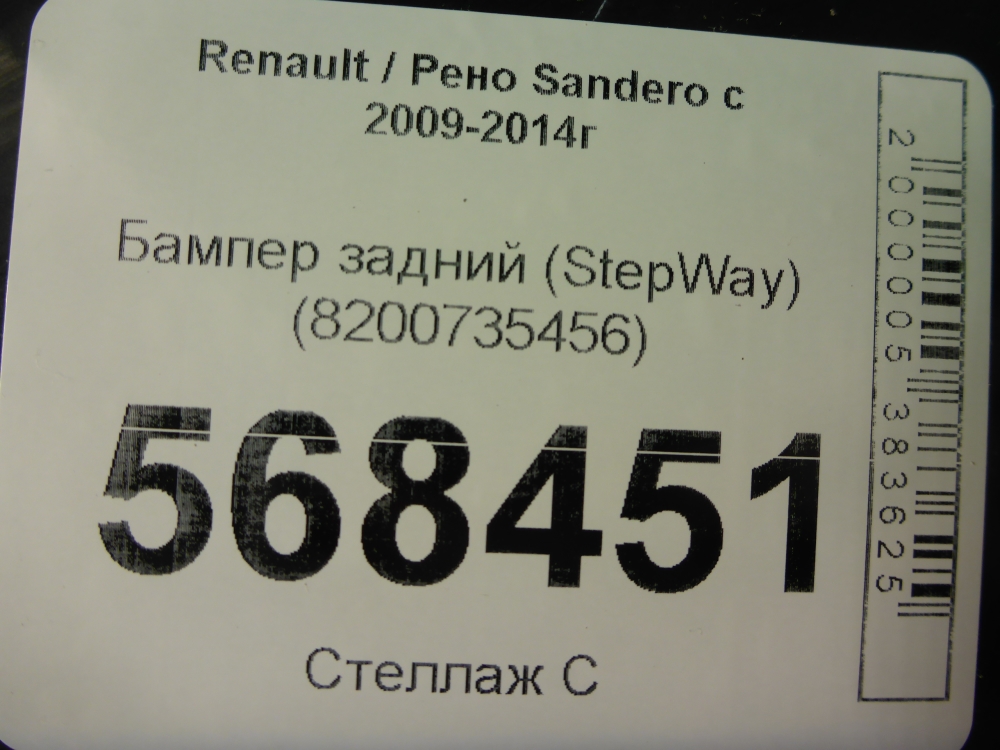 Renault / Рено Sandero с
2009-2014г
Бампер задний (StepWay)
(8200735456)
568451
Стеллаж С
2000005383625